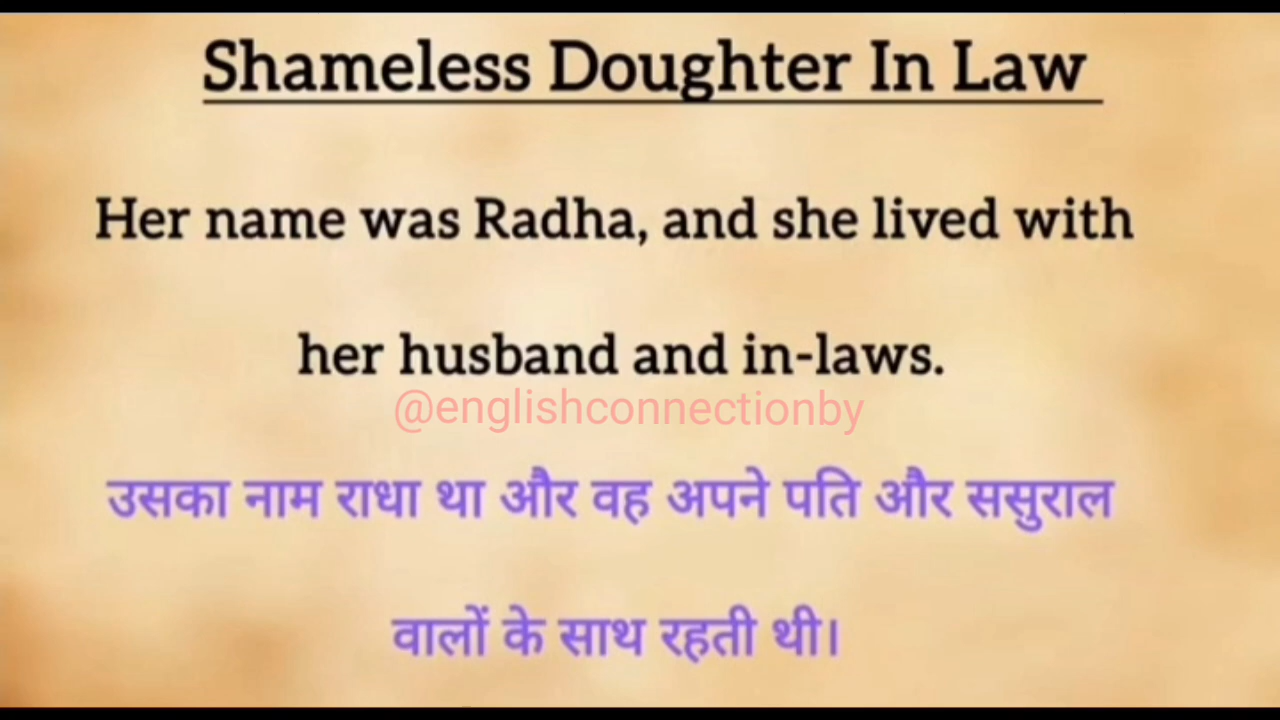 Shameless Doughter In Law
Her name was Radha, and she lived with
her husband and in-laws.
@englishconnectionby
उसका नाम राधा था और वह अपने पति और ससुराल
वालों के साथ रहती थी।